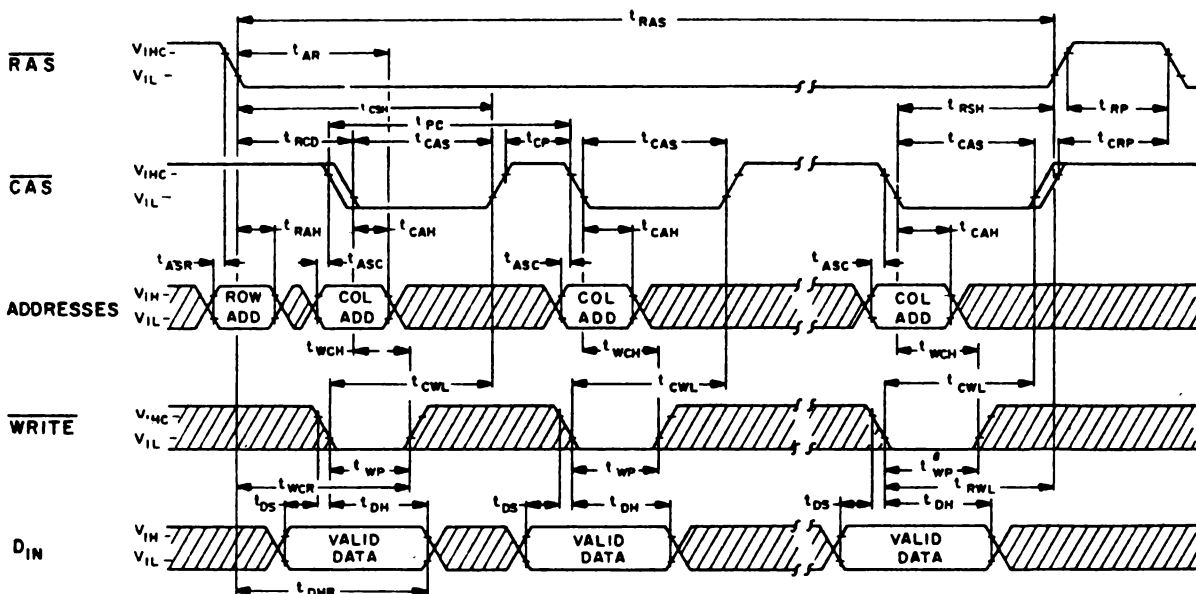 tRAS
RAS
VIHC
VIL
tAR
tCSH
tPC
tRSH
tRP
tRCD
tCAS
tCP
tCAS
tCAS
tCRP
CAS
VIHC
VIL
tRAH
tCAH
tCAH
tCAH
tASR
tASC
tASC
tASC
ADDRESSES
VIH
VIL
ROW ADD
COL ADD
COL ADD
COL ADD
tWCH
tWCH
tWCH
tCWL
tCWL
tCWL
WRITE
VIHC
VIL
tWP
tWP
tWP
tWCR
tRWL
tDS
tDH
tDS
tDH
tDS
tDH
DIN
VIH
VIL
VALID DATA
VALID DATA
VALID DATA
tDHR